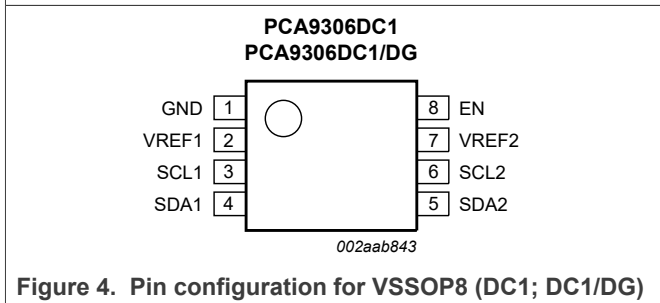 PCA9306DC1
PCA9306DC1/DG
GND 1 8 EN
VREF1 2 7 VREF2
SCL1 3 6 SCL2
SDA1 4 5 SDA2
002aab843
Figure 4. Pin configuration for VSSOP8 (DC1; DC1/DG)